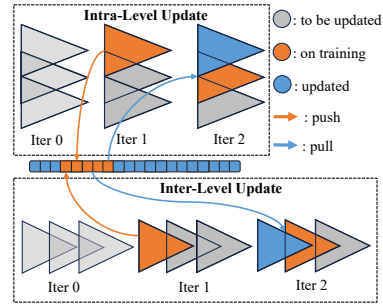 Intra-Level Update
Iter 0
Iter 1
Iter 2
: to be updated
: on training
: updated
: push
: pull
Inter-Level Update
Iter 0
Iter 1
Iter 2